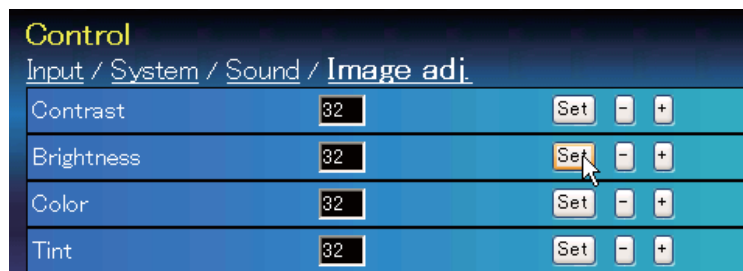 Control
Input / System / Sound / Image adj.
Contrast 32 Set - +
Brightness 32 Set - +
Color 32 Set - +
Tint 32 Set - +